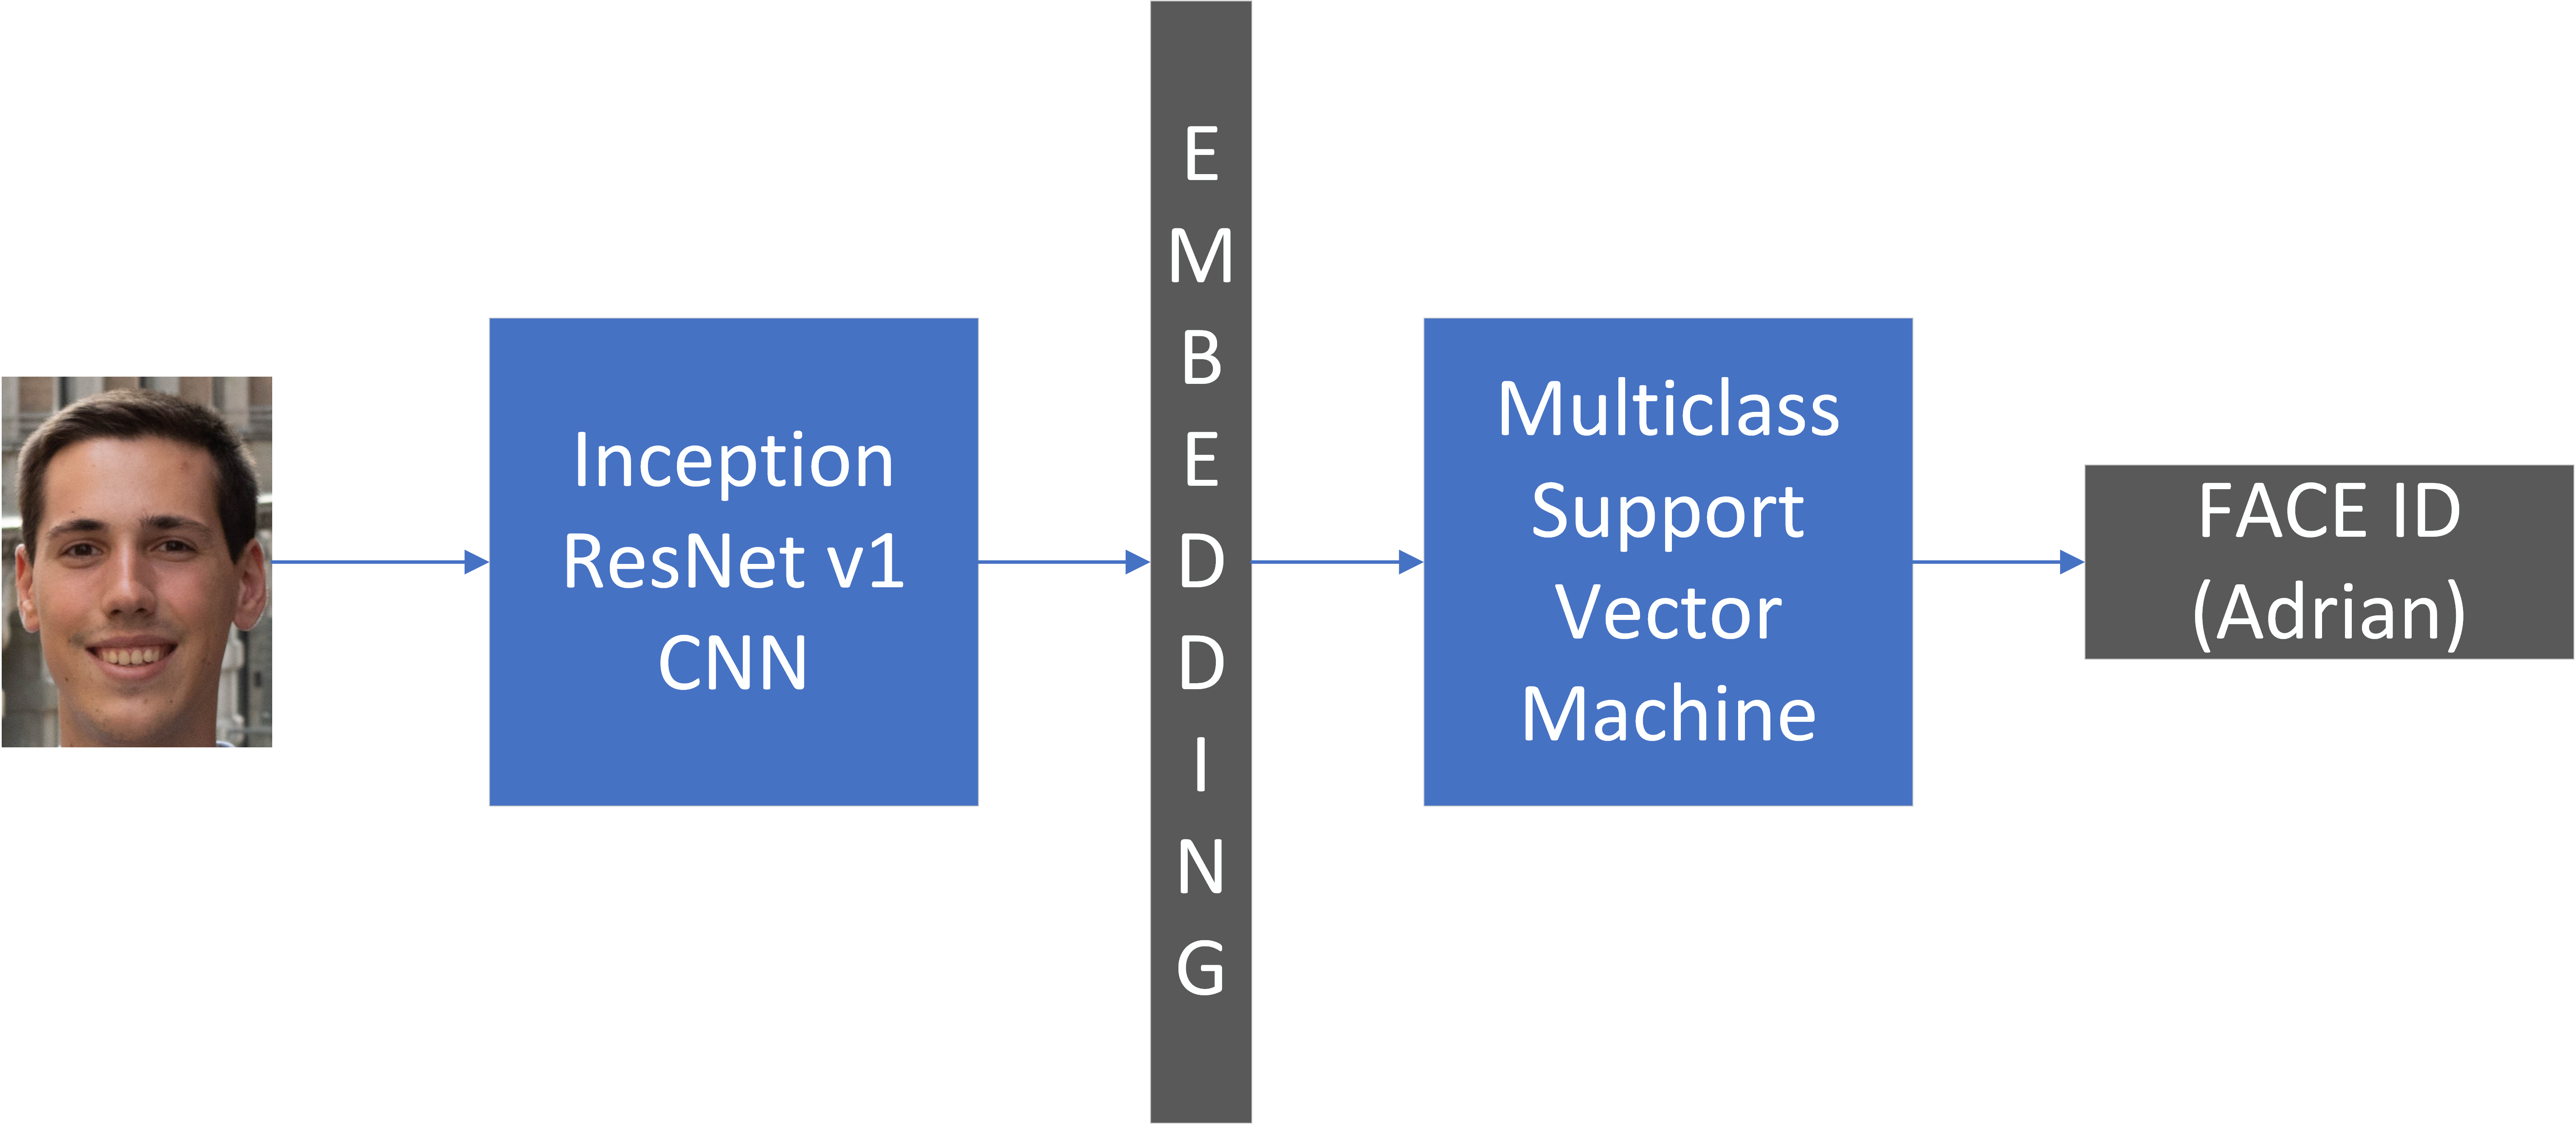 Inception
ResNet v1
CNN
E
M
B
E
D
D
I
N
G
Multiclass
Support
Vector
Machine
FACE ID
(Adrian)